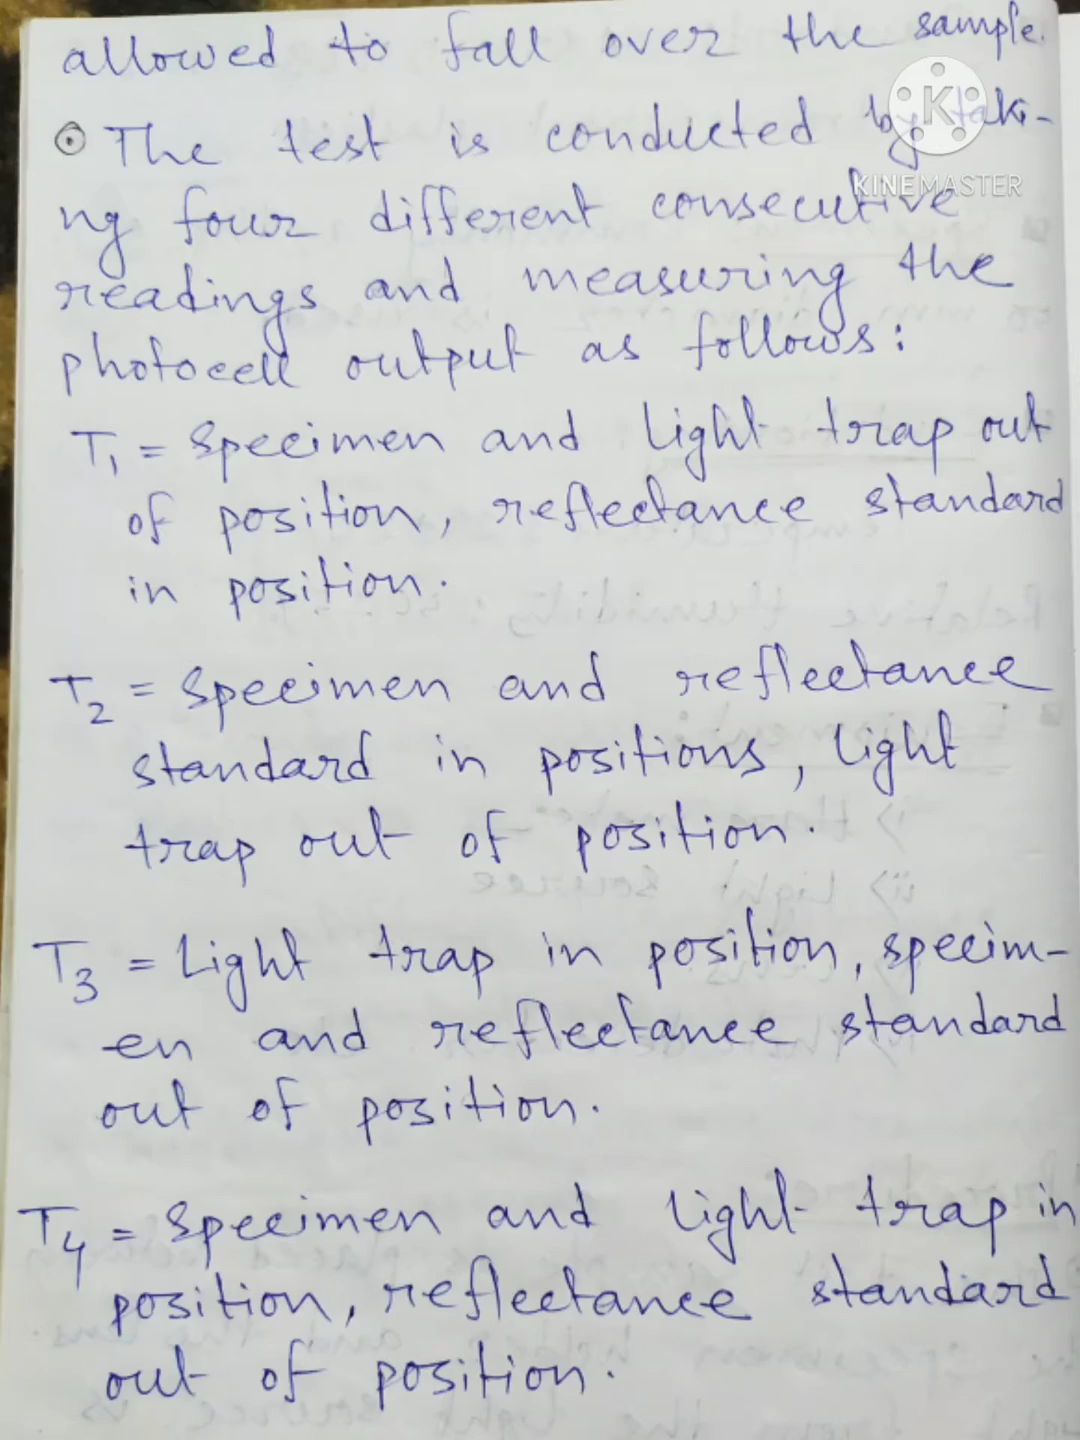 allowed to fall over the sample.
The test is conducted by taki-
ng four different consecutive
readings and measuring the
photocell output as follows:
T1 = Specimen and light trap out
of position, reflectance standard
in position.
T2 = Specimen and reflectance
standard in positions, light
trap out of position.
T3 = Light trap in position, specim-
en and reflectance standard
out of position.
T4 = Specimen and light trap in
position, reflectance standard
out of position.
K
KINEMASTER